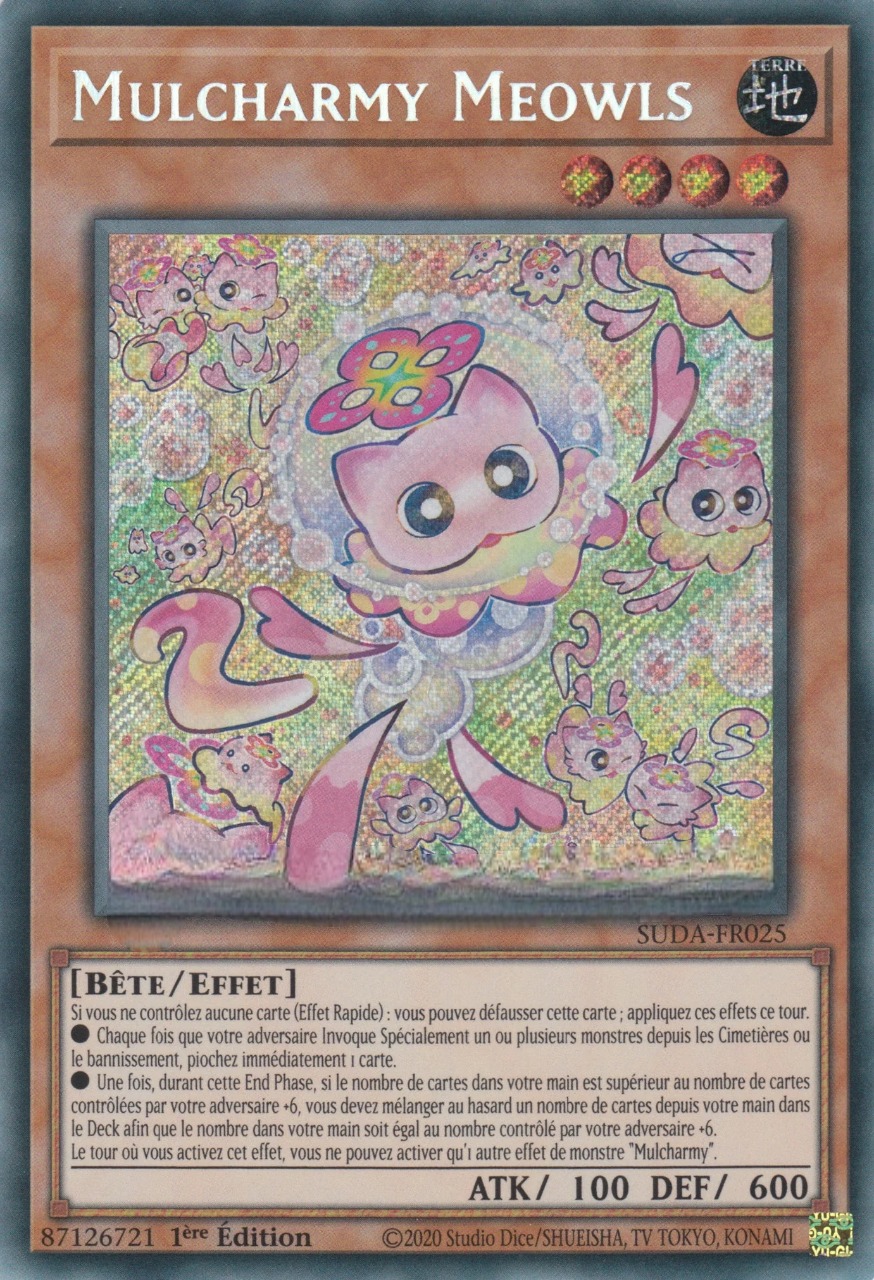 Mulcharmy Meowls
TERRE
地
SUDA-FR025
[Bête/Effet]
Si vous ne contrôlez aucune carte (Effet Rapide) : vous pouvez défausser cette carte ; appliquez ces effets ce tour.
● Chaque fois que votre adversaire Invoque Spécialement un ou plusieurs monstres depuis les Cimetières ou
le bannissement, piochez immédiatement 1 carte.
● Une fois, durant cette End Phase, si le nombre de cartes dans votre main est supérieur au nombre de cartes
contrôlées par votre adversaire +6, vous devez mélanger au hasard un nombre de cartes depuis votre main dans
le Deck afin que le nombre dans votre main soit égal au nombre contrôlé par votre adversaire +6.
Le tour où vous activez cet effet, vous ne pouvez activer qu'1 autre effet de monstre "Mulcharmy".
ATK/ 100 DEF/ 600
87126721 1ère Édition ©2020 Studio Dice/SHUEISHA, TV TOKYO, KONAMI